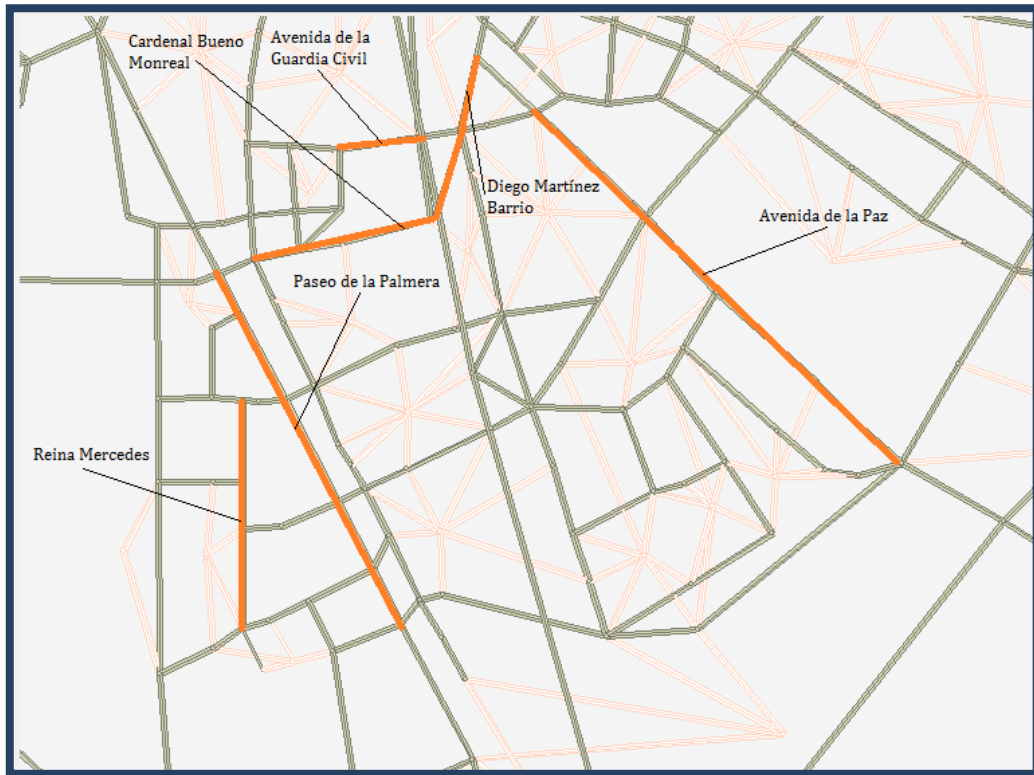 Cardenal Bueno
Monreal
Avenida de la
Guardia Civil
Diego Martínez
Barrio
Avenida de la Paz
Paseo de la Palmera
Reina Mercedes